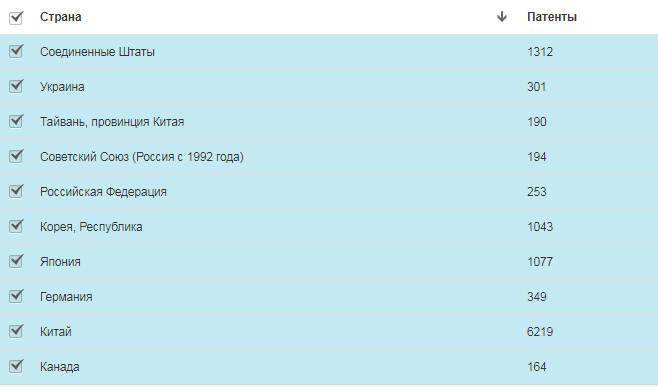 Страна Патенты
Соединенные Штаты 1312
Украина 301
Тайвань, провинция Китая 190
Советский Союз (Россия с 1992 года) 194
Российская Федерация 253
Корея, Республика 1043
Япония 1077
Германия 349
Китай 6219
Канада 164